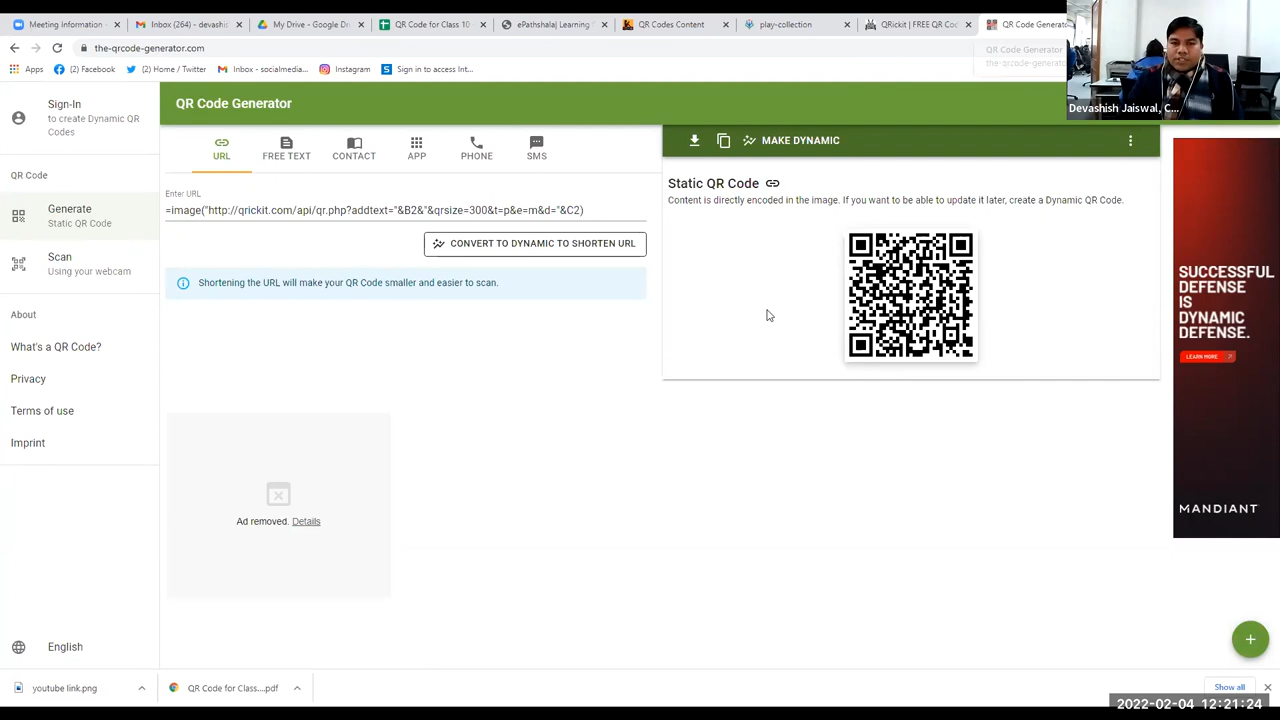 Meeting Information
Inbox (264) - devashis
My Drive - Google Dr
QR Code for Class 10
ePathshala| Learning
QR Codes Content
play-collection
QRickit | FREE QR Co
QR Code Generato
the-qrcode-generator.com
QR Code Generator
the-qrcode-generato
Apps
(2) Facebook
(2) Home / Twitter
Inbox - socialmedia...
Instagram
Sign in to access Int...
Devashish Jaiswal, C...
Sign-In
to create Dynamic QR
Codes
QR Code
Generate
Static QR Code
Scan
Using your webcam
About
What's a QR Code?
Privacy
Terms of use
Imprint
English
QR Code Generator
URL
FREE TEXT
CONTACT
APP
PHONE
SMS
Enter URL
=image("http://qrickit.com/api/qr.php?addtext="&B2&"&qrsize=300&t=p&e=m&d="&C2)
CONVERT TO DYNAMIC TO SHORTEN URL
Shortening the URL will make your QR Code smaller and easier to scan.
Ad removed. Details
MAKE DYNAMIC
Static QR Code
Content is directly encoded in the image. If you want to be able to update it later, create a Dynamic QR Code.
SUCCESSFUL
DEFENSE
IS
DYNAMIC
DEFENSE.
LEARN MORE
MANDIANT
youtube link.png
QR Code for Class....pdf
Show all
2022-02-04 12:21:24